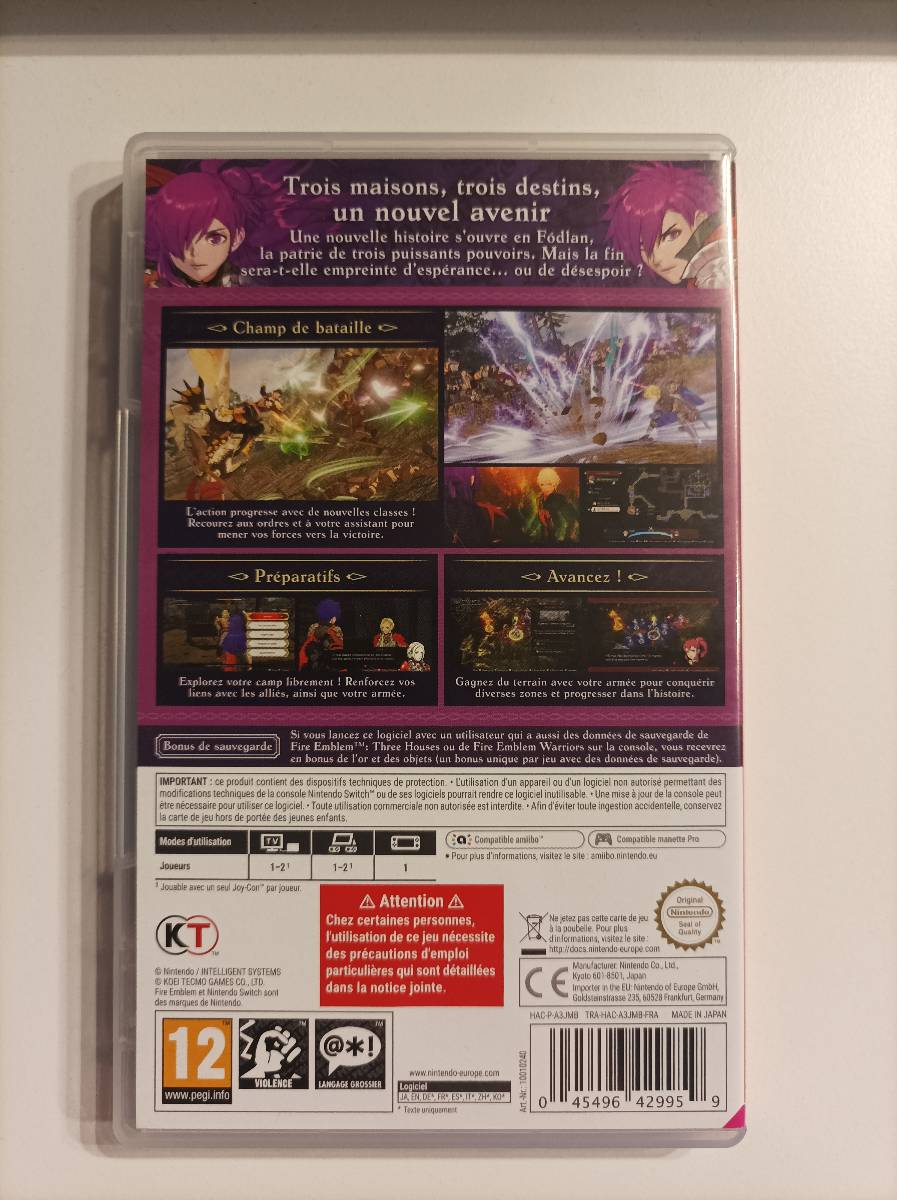 Trois maisons, trois destins,
un nouvel avenir
Une nouvelle histoire s'ouvre en Fódlan,
la patrie de trois puissants pouvoirs. Mais la fin
sera-t-elle empreinte d'espérance... ou de désespoir ?
Champ de bataille
L'action progresse avec de nouvelles classes !
Recourez aux ordres et à votre assistant pour
mener vos forces vers la victoire.
Préparatifs
Explorez votre camp librement ! Renforcez vos
liens avec les alliés, ainsi que votre armée.
Avancez !
Gagnez du terrain avec votre armée pour conquérir
diverses zones et progresser dans l'histoire.
Bonus de sauvegarde
Si vous lancez ce logiciel avec un utilisateur qui a aussi des données de sauvegarde de
Fire Emblem™: Three Houses ou de Fire Emblem Warriors sur la console, vous recevrez
en bonus de l'or et des objets (un bonus unique par jeu avec des données de sauvegarde).
IMPORTANT : ce produit contient des dispositifs techniques de protection. • L'utilisation d'un appareil ou d'un logiciel non autorisé permettant des
modifications techniques de la console Nintendo Switch™ ou de ses logiciels pourrait rendre ce logiciel inutilisable. • Une mise à jour de la console peut
être nécessaire pour utiliser ce logiciel. • Toute utilisation commerciale non autorisée est interdite. • Afin d'éviter toute ingestion accidentelle, conservez
la carte de jeu hors de portée des jeunes enfants.
Modes d'utilisation
TV
Joueurs 1-2¹ 1-2¹ 1
¹ Jouable avec un seul Joy-Con™ par joueur.
Compatible amiibo™
Compatible manette Pro
• Pour plus d'informations, visitez le site : amiibo.nintendo.eu
KT™
© Nintendo / INTELLIGENT SYSTEMS
© KOEI TECMO GAMES CO., LTD.
Fire Emblem et Nintendo Switch sont
des marques de Nintendo.
⚠ Attention ⚠
Chez certaines personnes,
l'utilisation de ce jeu nécessite
des précautions d'emploi
particulières qui sont détaillées
dans la notice jointe.
Ne jetez pas cette carte de jeu
à la poubelle. Pour plus
d'informations, visitez le site :
http://docs.nintendo-europe.com
Original
Nintendo
Seal of
Quality
CE
Manufacturer: Nintendo Co., Ltd.,
Kyoto 601-8501, Japan
Importer in the EU: Nintendo of Europe GmbH,
Goldsteinstrasse 235, 60528 Frankfurt, Germany
HAC-P-A3JMB TRA-HAC-A3JMB-FRA MADE IN JAPAN
12
www.pegi.info
VIOLENCE
@*!
LANGAGE GROSSIER
www.nintendo-europe.com
Logiciel
JA, EN, DE*, FR*, ES*, IT*, ZH*, KO*
* Texte uniquement
Art.-Nr.: 10010240
0 45496 42995 9